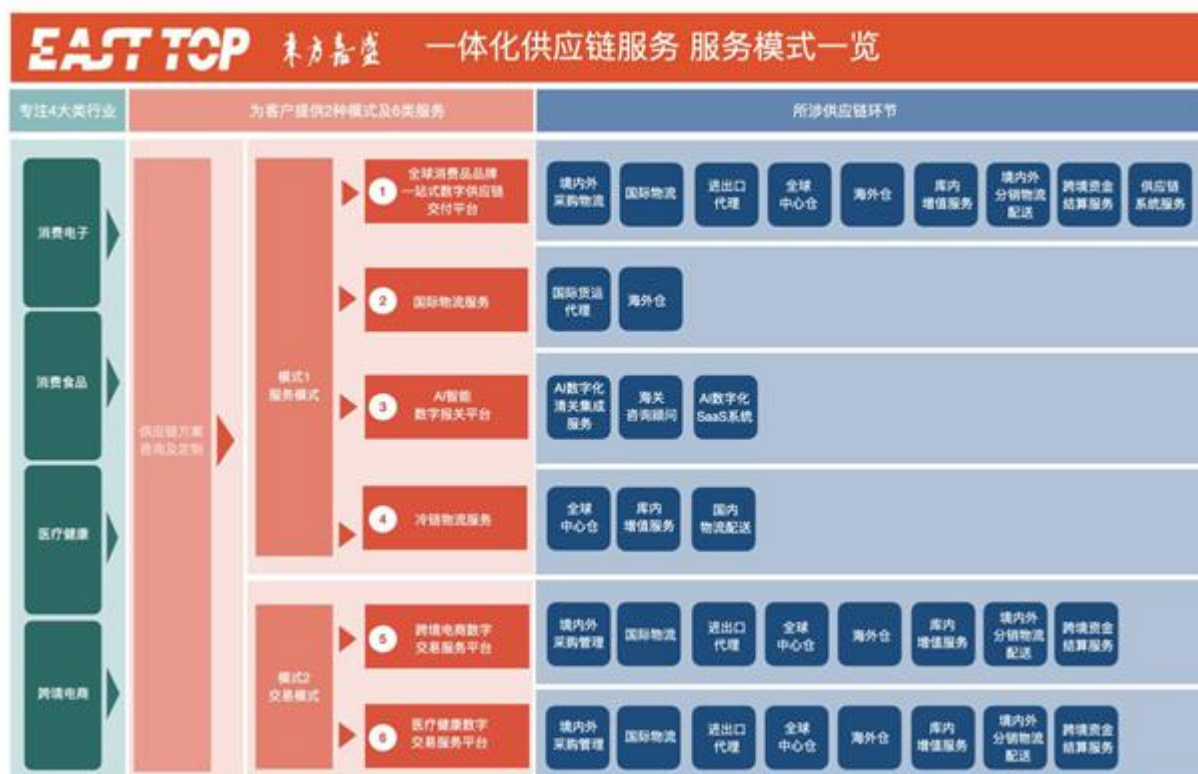 EAST TOP 東方嘉盛 一体化供应链服务 服务模式一览
专注4大类行业
为客户提供2种模式及6类服务
所涉供应链环节
消费电子
消费食品
医疗健康
跨境电商
供应链方案
咨询及定制
模式1
服务模式
1
全球消费品品牌
一站式数字供应链
交付平台
境内外
采购物流
国际物流
进出口
代理
全球
中心仓
海外仓
库内
增值服务
境内外
分销物流
配送
跨境资金
结算服务
供应链
系统服务
2
国际物流服务
国际货运
代理
海外仓
3
AI智能
数字报关平台
AI数字化
清关集成
服务
海关
咨询顾问
AI数字化
SaaS系统
4
冷链物流服务
全球
中心仓
库内
增值服务
国内
物流配送
模式2
交易模式
5
跨境电商数字
交易服务平台
境内外
采购管理
国际物流
进出口
代理
全球
中心仓
海外仓
库内
增值服务
境内外
分销物流
配送
跨境资金
结算服务
6
医疗健康数字
交易服务平台
境内外
采购管理
国际物流
进出口
代理
全球
中心仓
海外仓
库内
增值服务
境内外
分销物流
配送
跨境资金
结算服务